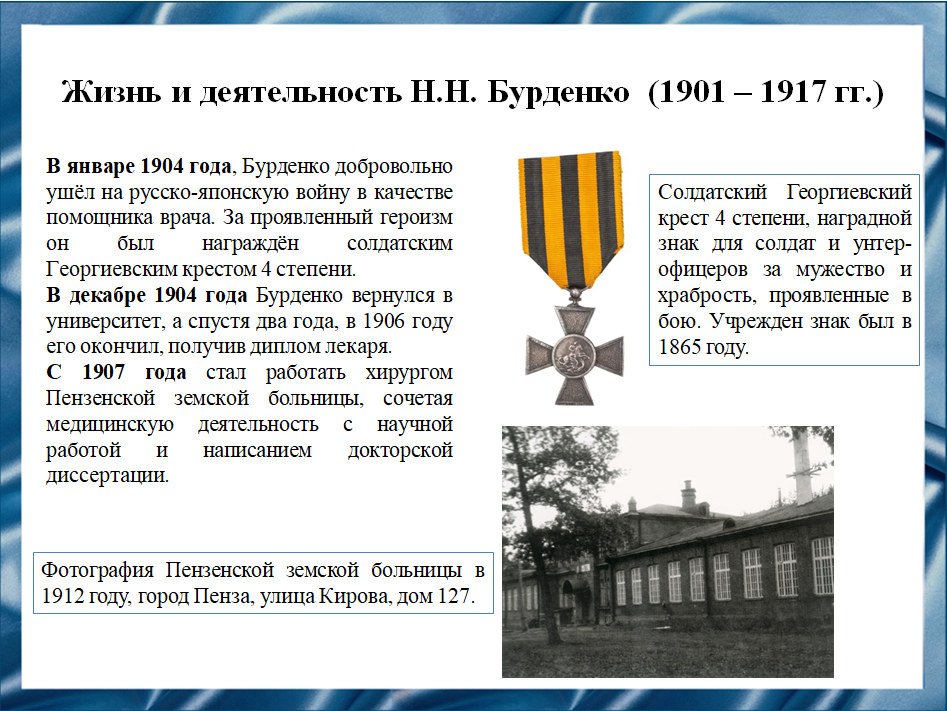 Жизнь и деятельность Н.Н. Бурденко (1901 – 1917 гг.)
В январе 1904 года, Бурденко добровольно
ушёл на русско-японскую войну в качестве
помощника врача. За проявленный героизм
он был награждён солдатским
Георгиевским крестом 4 степени.
В декабре 1904 года Бурденко вернулся в
университет, а спустя два года, в 1906 году
его окончил, получив диплом лекаря.
С 1907 года стал работать хирургом
Пензенской земской больницы, сочетая
медицинскую деятельность с научной
работой и написанием докторской
диссертации.
Солдатский Георгиевский
крест 4 степени, наградной
знак для солдат и унтер-
офицеров за мужество и
храбрость, проявленные в
бою. Учрежден знак был в
1865 году.
Фотография Пензенской земской больницы в
1912 году, город Пенза, улица Кирова, дом 127.